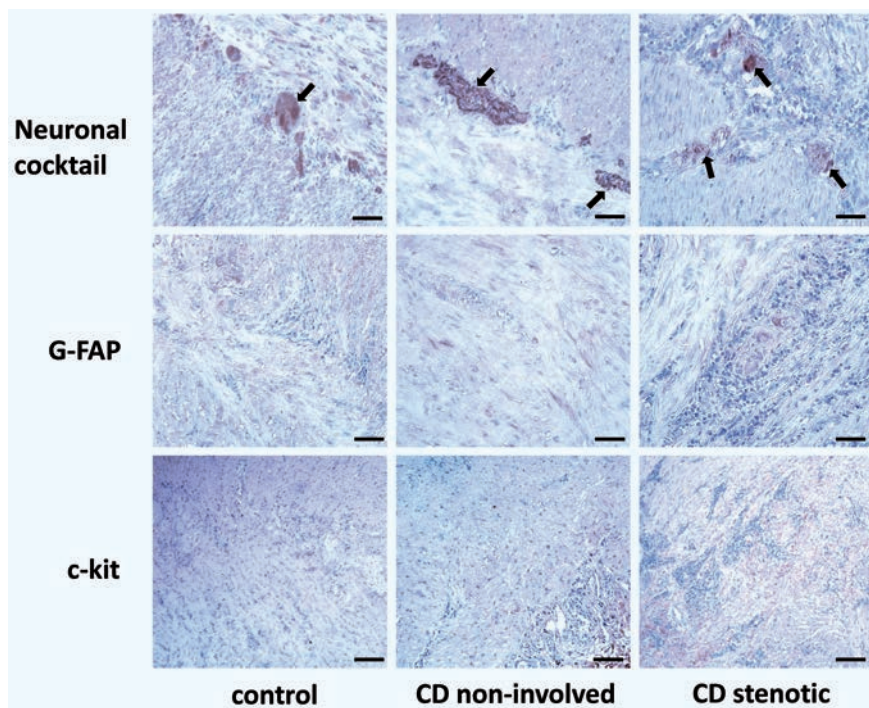 Neuronal
cocktail
G-FAP
c-kit
control
CD non-involved
CD stenotic